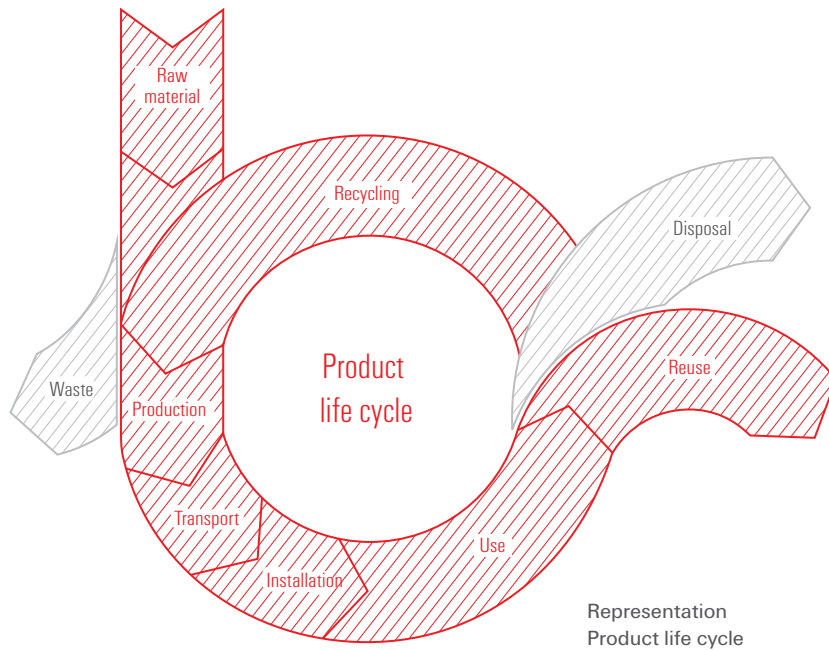 Raw
material
Recycling
Disposal
Product
life cycle
Reuse
Waste
Production
Transport
Use
Installation
Representation
Product life cycle